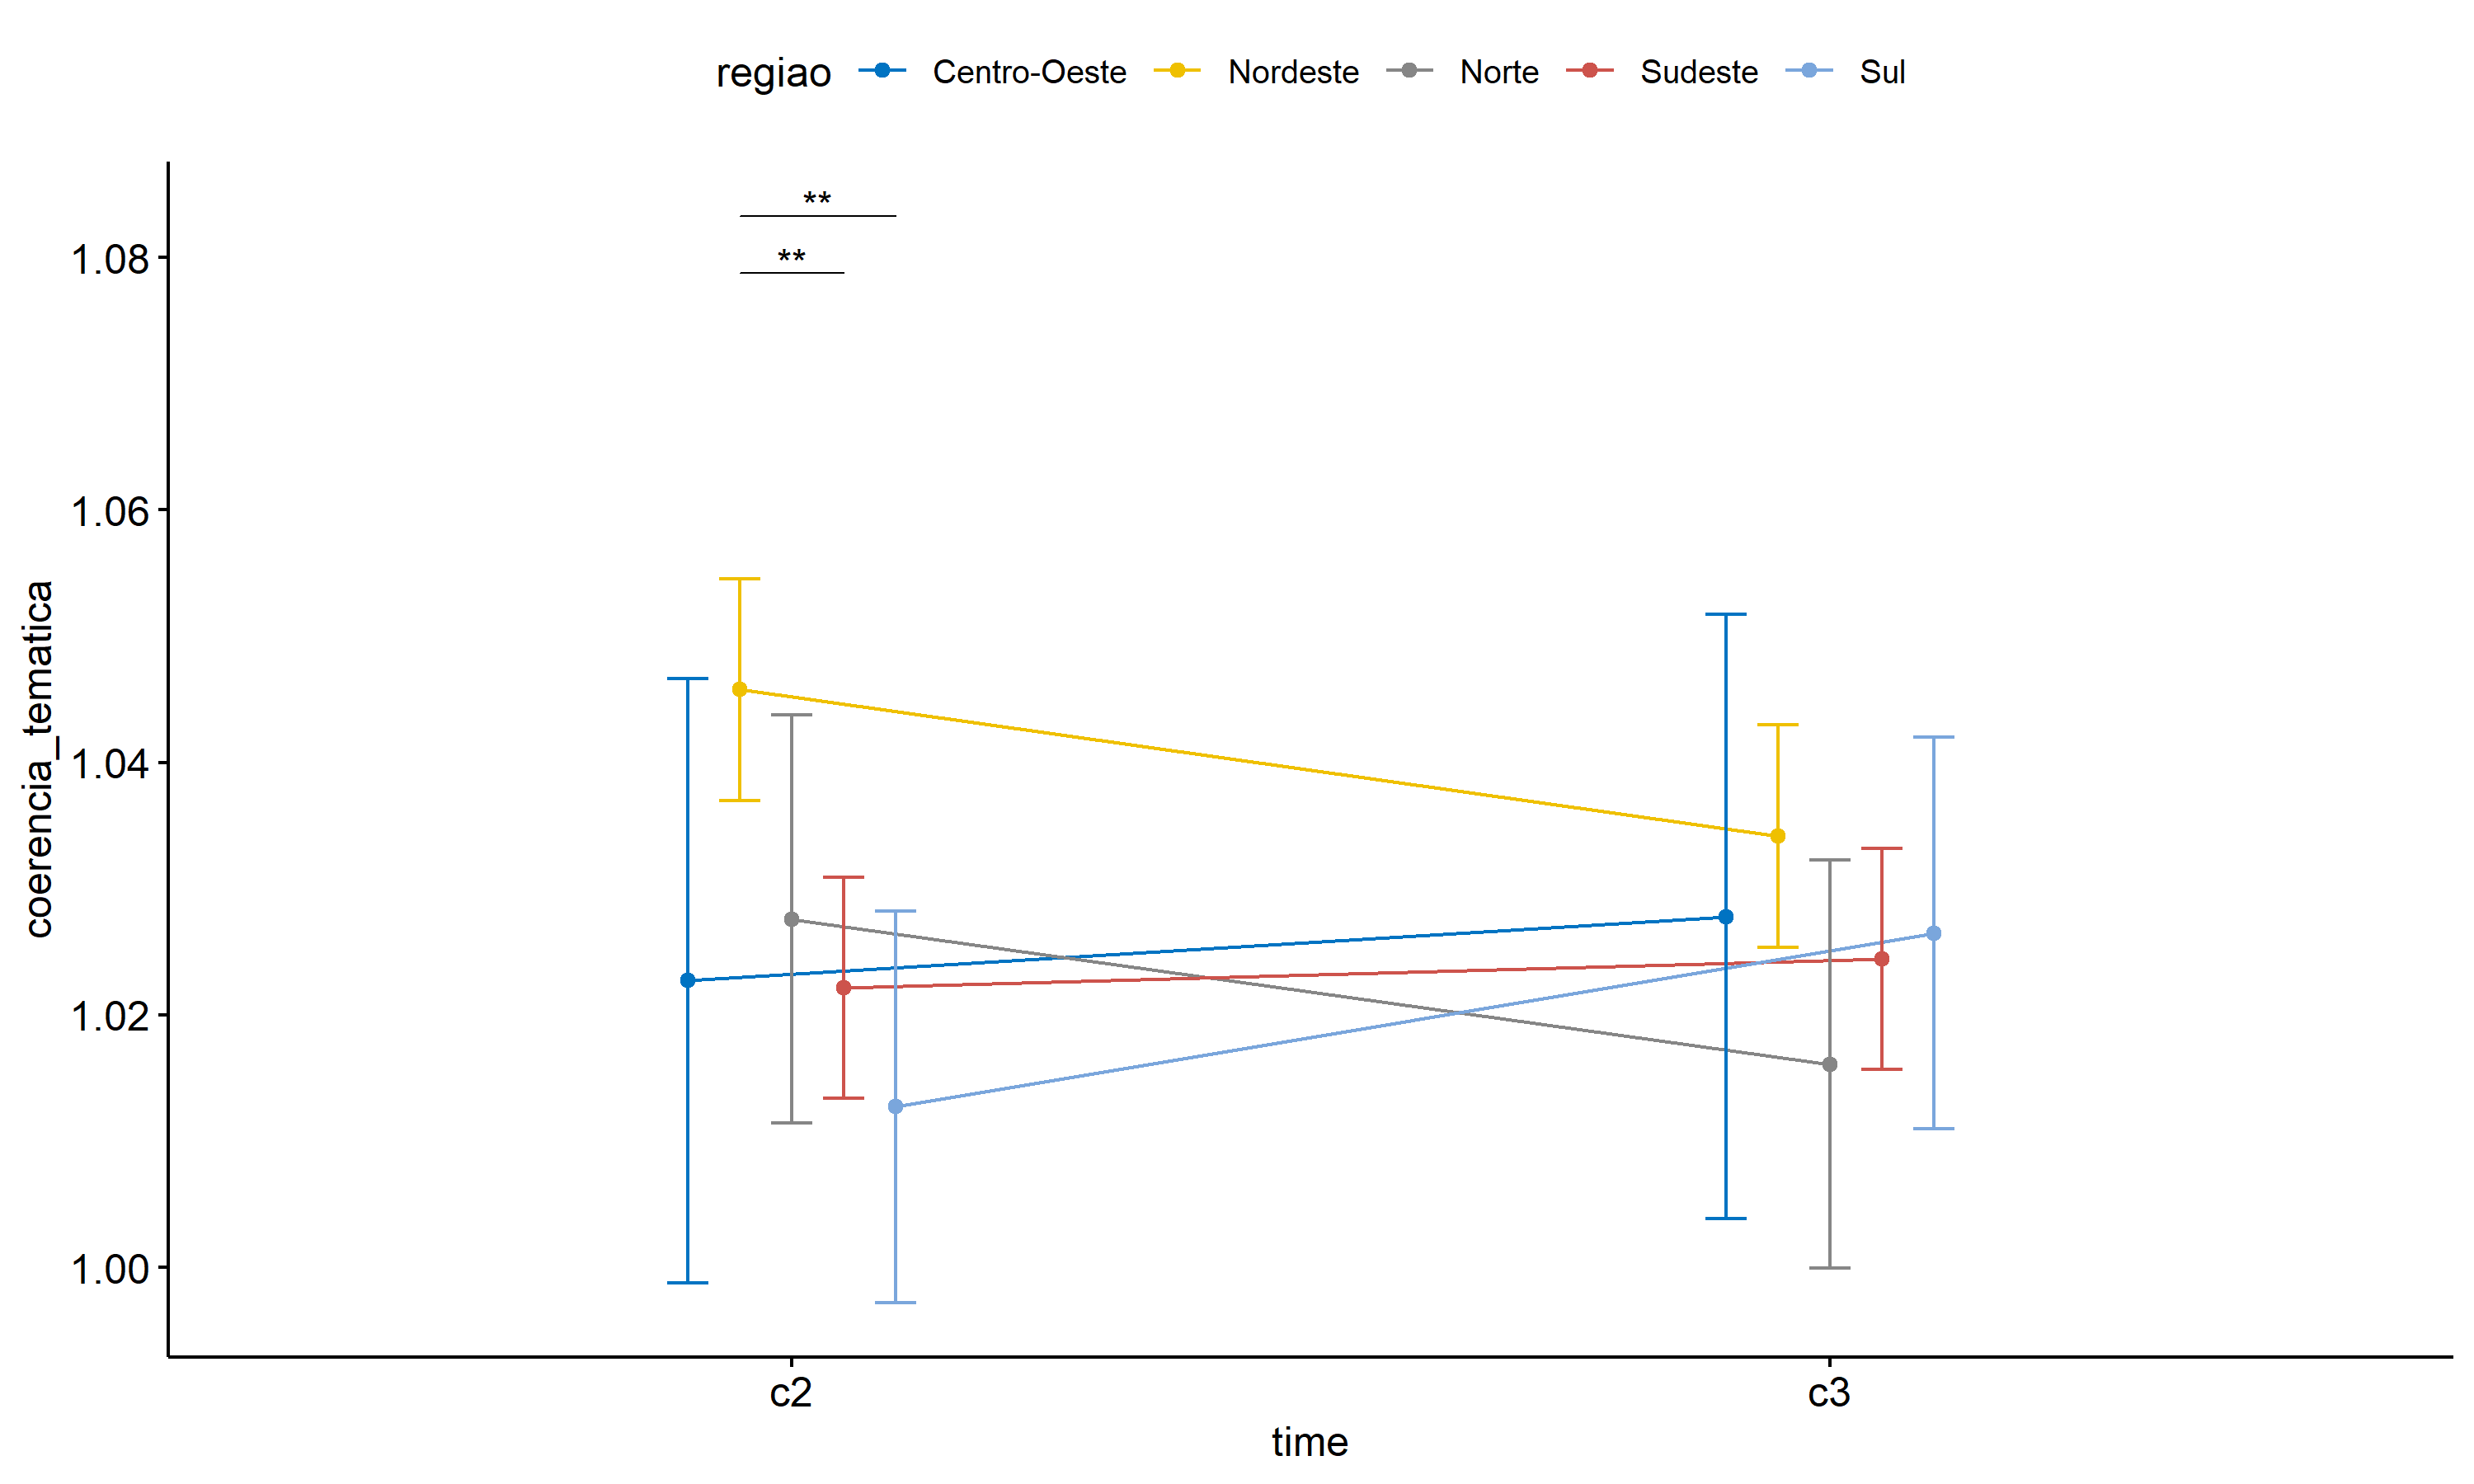 regiao Centro-Oeste Nordeste Norte Sudeste Sul
**
**
1.08
1.06
1.04
1.02
1.00
coerencia_tematica
c2 c3
time